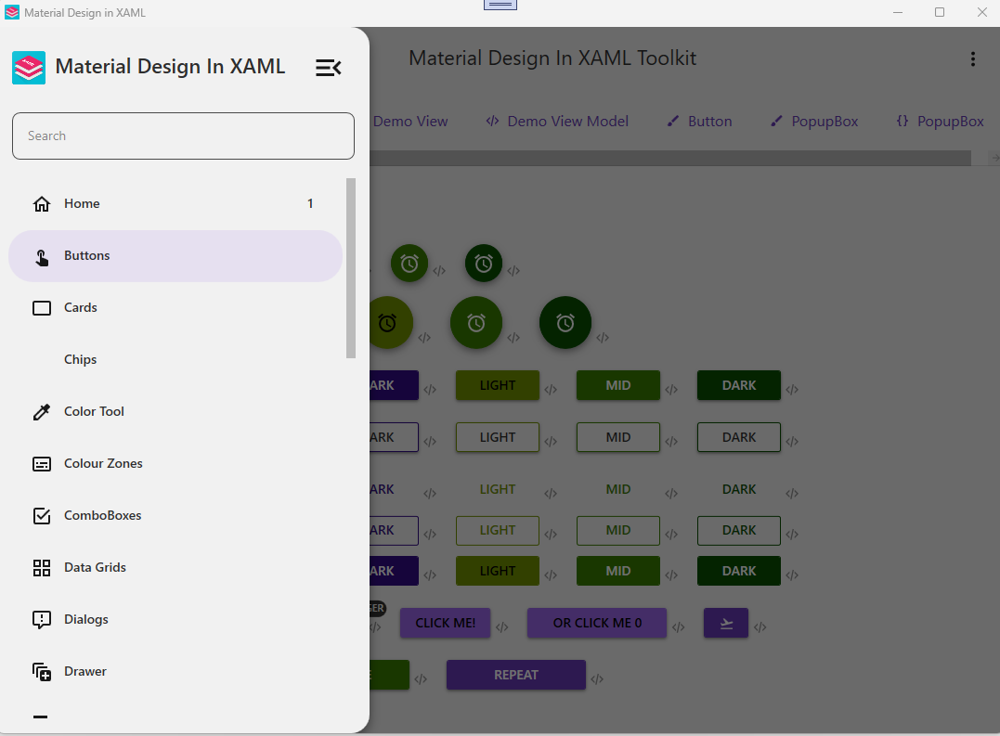 Material Design in XAML
Material Design In XAML
Material Design In XAML Toolkit
Search
Demo View
Demo View Model
Button
PopupBox
{} PopupBox
Home 1
Buttons
Cards
Chips
Color Tool
Colour Zones
ComboBoxes
Data Grids
Dialogs
Drawer
ARK LIGHT MID DARK
ARK LIGHT MID DARK
ARK LIGHT MID DARK
ARK LIGHT MID DARK
ARK LIGHT MID DARK
GER
CLICK ME! OR CLICK ME 0
E REPEAT